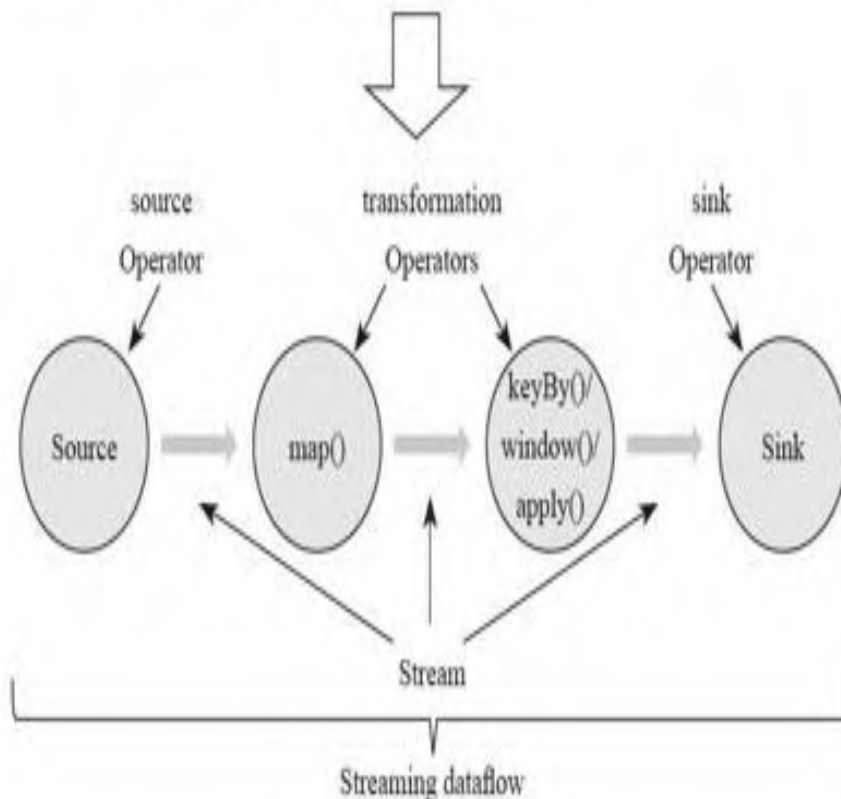 source transformation sink
Operator Operators Operator
Source
map()
keyBy()/
window()/
apply()
Sink
Stream
Streaming dataflow